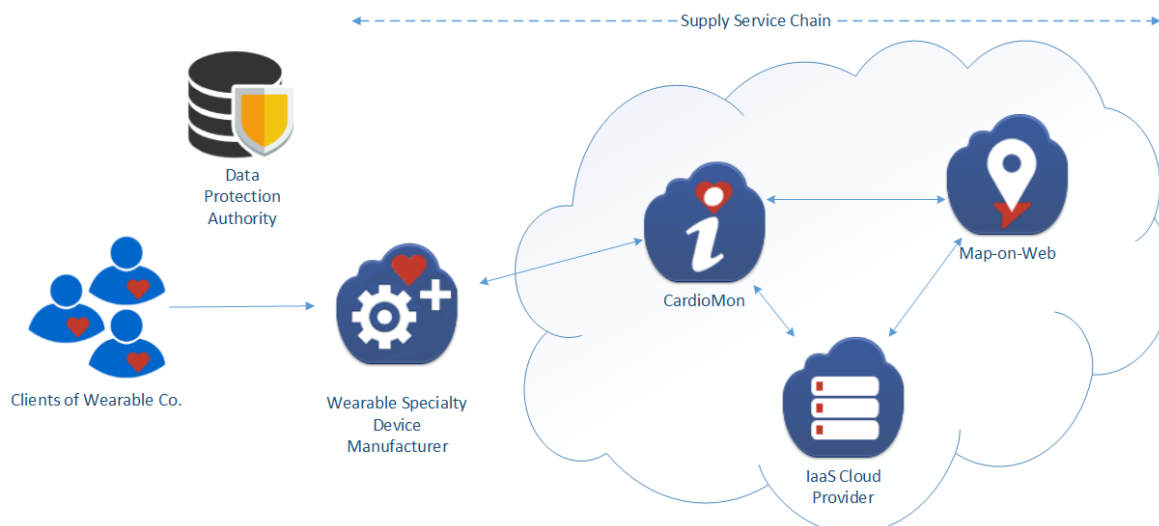 Supply Service Chain
Data
Protection
Authority
Map-on-Web
CardioMon
Clients of Wearable Co.
Wearable Specialty
Device
Manufacturer
IaaS Cloud
Provider